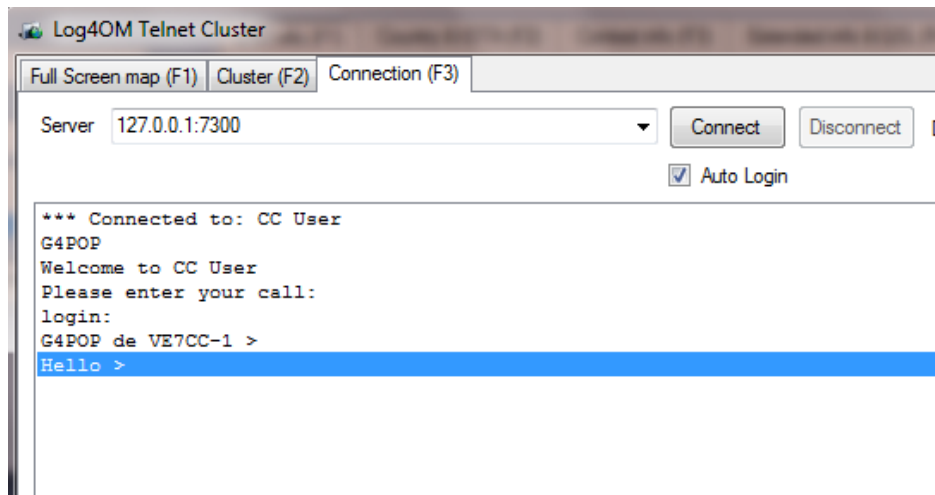 Log4OM Telnet Cluster
Full Screen map (F1) Cluster (F2) Connection (F3)
Server 127.0.0.1:7300 Connect Disconnect
Auto Login
*** Connected to: CC User
G4POP
Welcome to CC User
Please enter your call:
login:
G4POP de VE7CC-1 >
Hello >